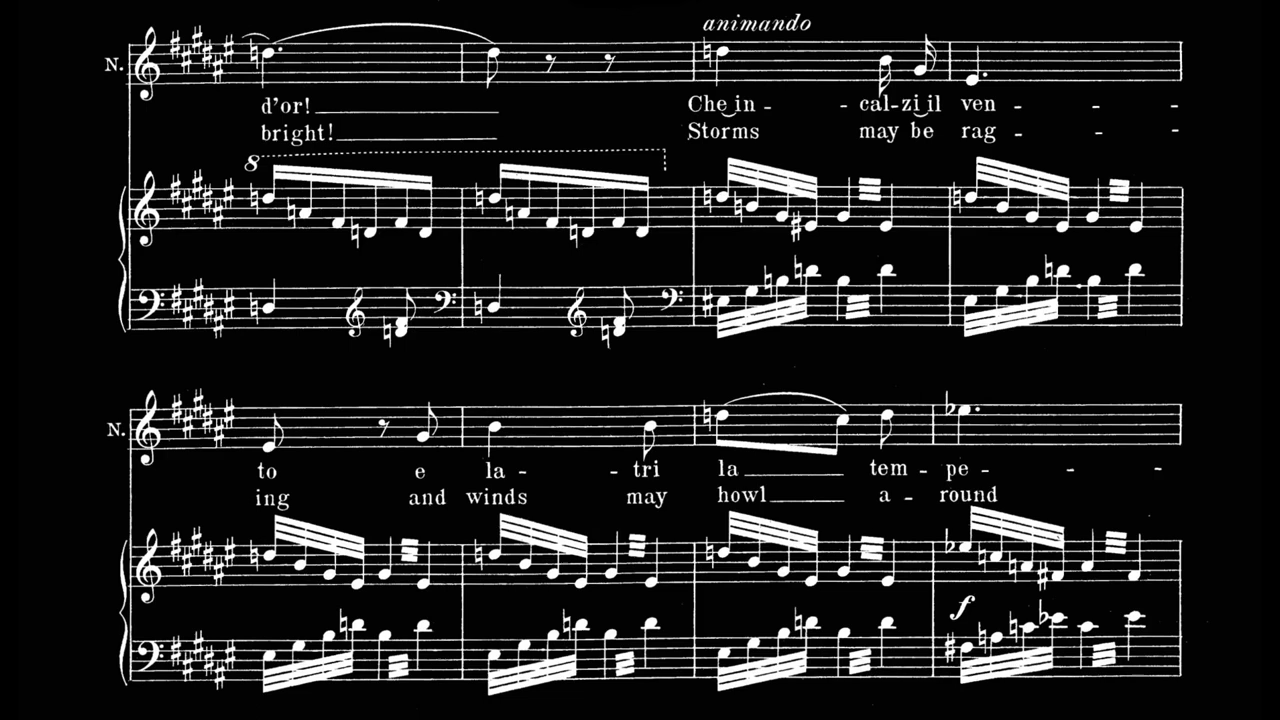 animando
N.
d'or!
bright!
Che in - - cal-zi il ven - - -
Storms may be rag - - -
8
N.
to e la - - tri la tem - pe - - -
ing and winds may howl a - round
f